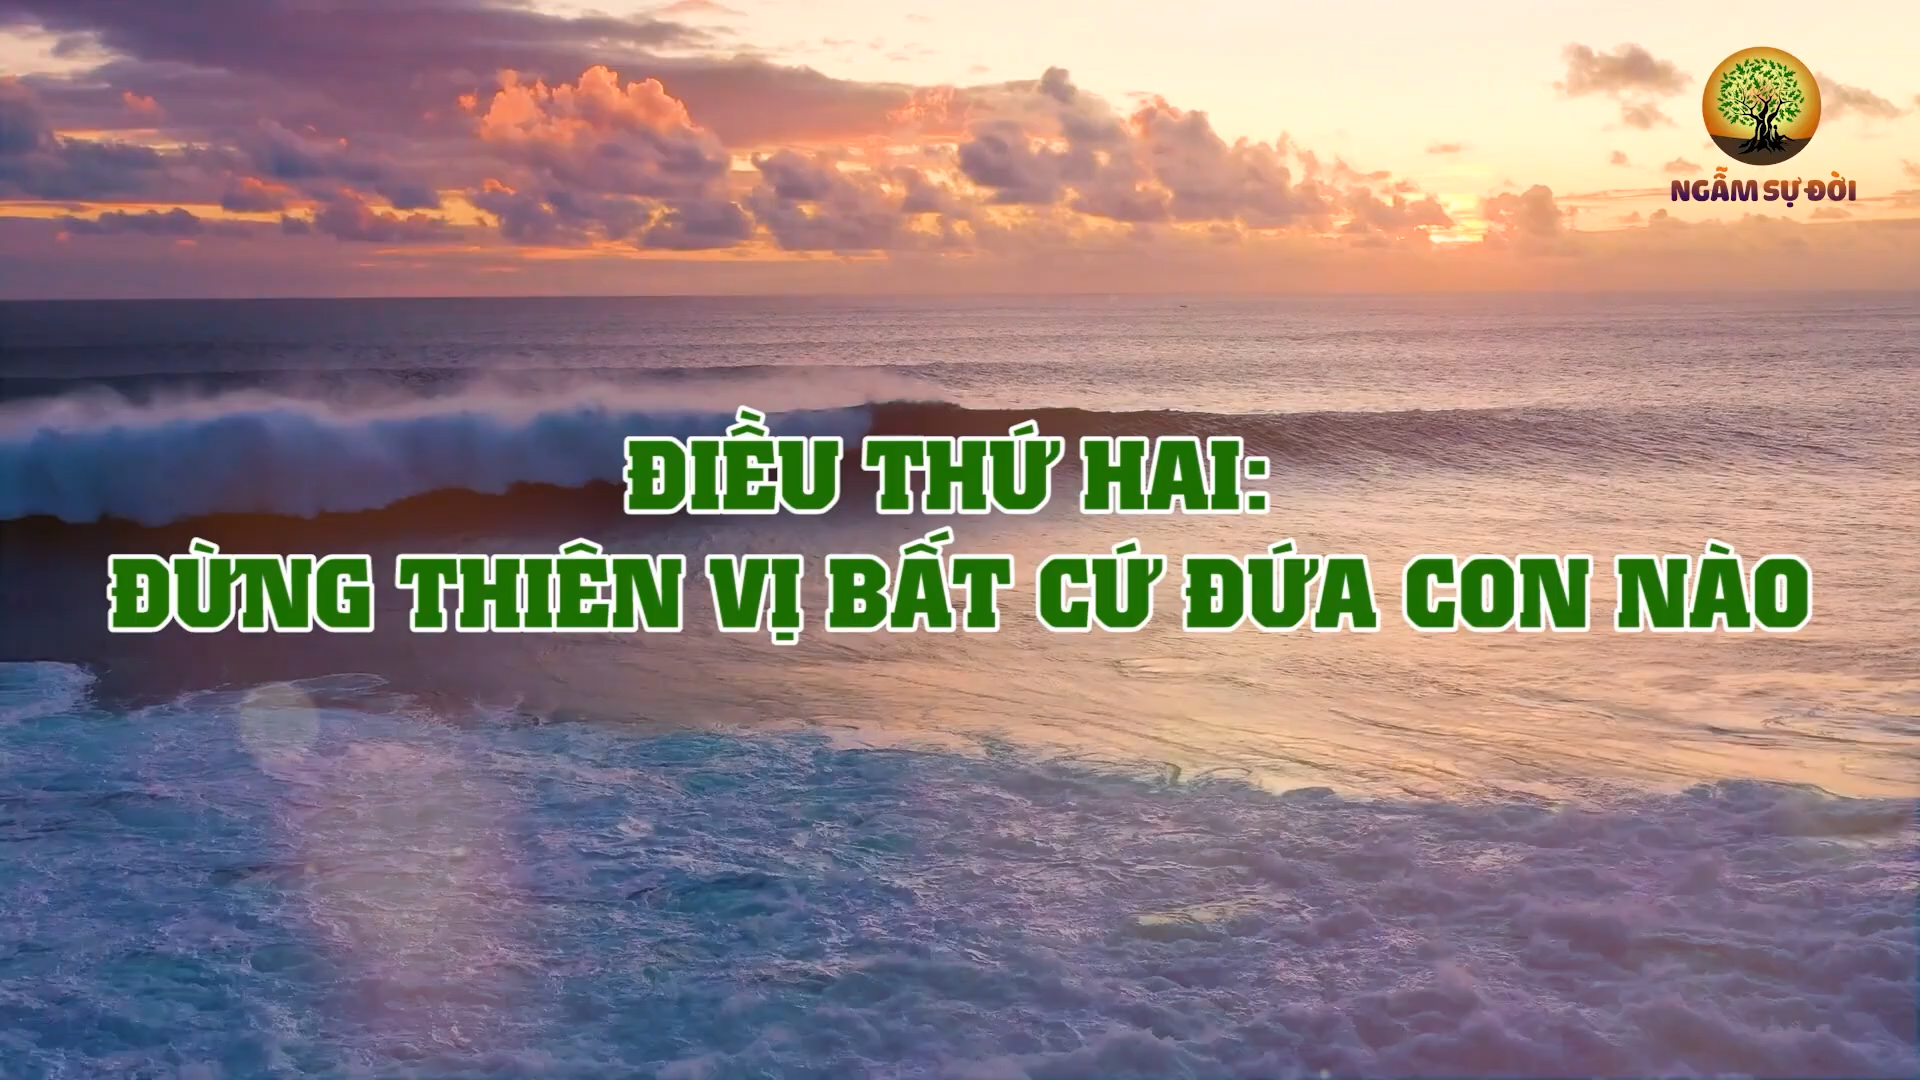 NGẪM SỰ ĐỜI
ĐIỀU THỨ HAI:
ĐỪNG THIÊN VỊ BẤT CỨ ĐỨA CON NÀO